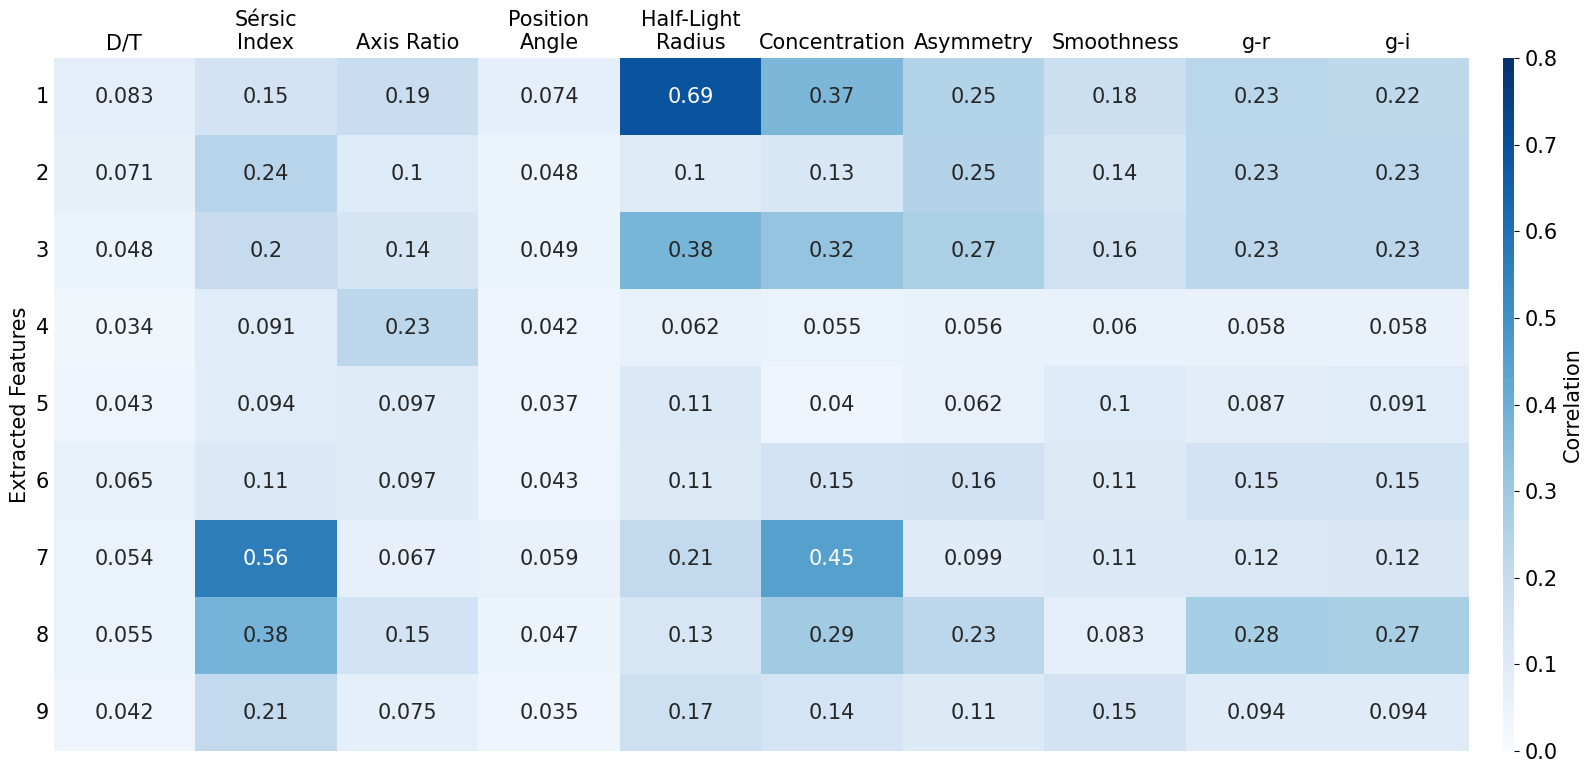 Sérsic
Position
Half-Light
D/T Index Axis Ratio Angle Radius Concentration Asymmetry Smoothness g-r g-i
1 0.083 0.15 0.19 0.074 0.69 0.37 0.25 0.18 0.23 0.22
2 0.071 0.24 0.1 0.048 0.1 0.13 0.25 0.14 0.23 0.23
3 0.048 0.2 0.14 0.049 0.38 0.32 0.27 0.16 0.23 0.23
4 0.034 0.091 0.23 0.042 0.062 0.055 0.056 0.06 0.058 0.058
5 0.043 0.094 0.097 0.037 0.11 0.04 0.062 0.1 0.087 0.091
6 0.065 0.11 0.097 0.043 0.11 0.15 0.16 0.11 0.15 0.15
7 0.054 0.56 0.067 0.059 0.21 0.45 0.099 0.11 0.12 0.12
8 0.055 0.38 0.15 0.047 0.13 0.29 0.23 0.083 0.28 0.27
9 0.042 0.21 0.075 0.035 0.17 0.14 0.11 0.15 0.094 0.094
Extracted Features
0.8
0.7
0.6
0.5
0.4
0.3
0.2
0.1
0.0
Correlation